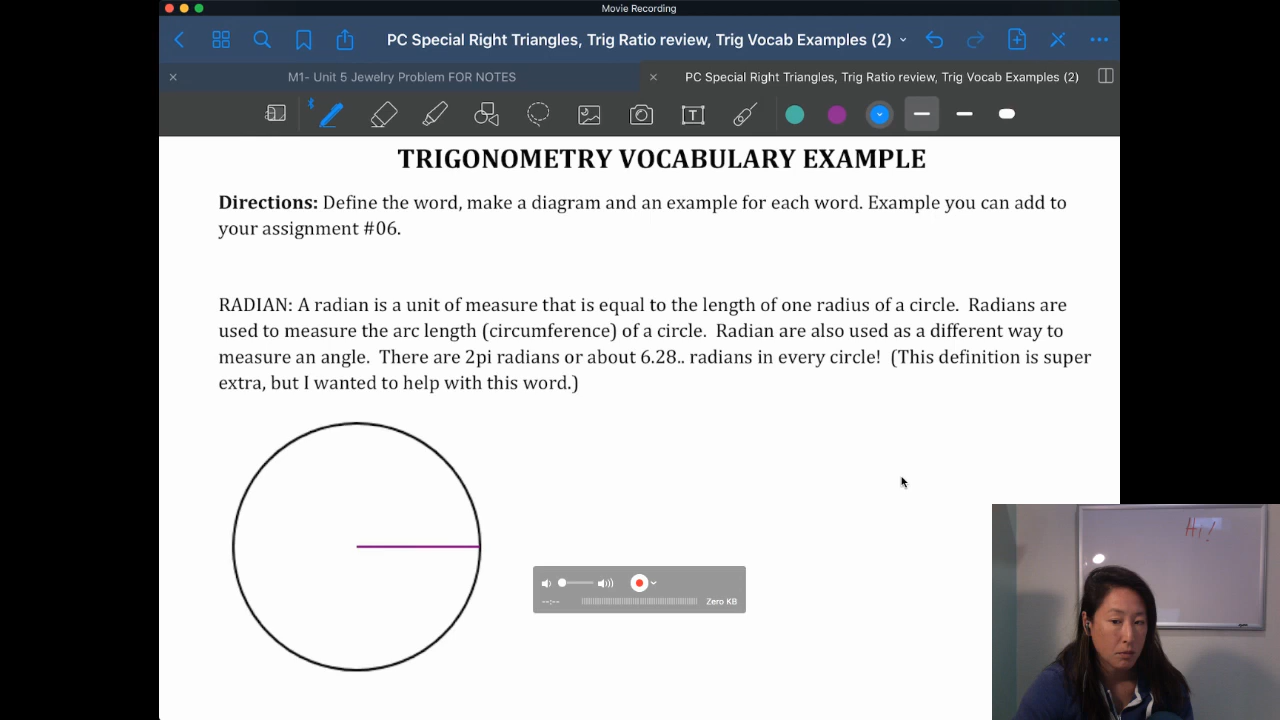 Movie Recording
PC Special Right Triangles, Trig Ratio review, Trig Vocab Examples (2)
M1- Unit 5 Jewelry Problem FOR NOTES
PC Special Right Triangles, Trig Ratio review, Trig Vocab Examples (2)
T
TRIGONOMETRY VOCABULARY EXAMPLE
Directions: Define the word, make a diagram and an example for each word. Example you can add to
your assignment #06.
RADIAN: A radian is a unit of measure that is equal to the length of one radius of a circle. Radians are
used to measure the arc length (circumference) of a circle. Radian are also used as a different way to
measure an angle. There are 2pi radians or about 6.28.. radians in every circle! (This definition is super
extra, but I wanted to help with this word.)
Hi!
--:--
Zero KB